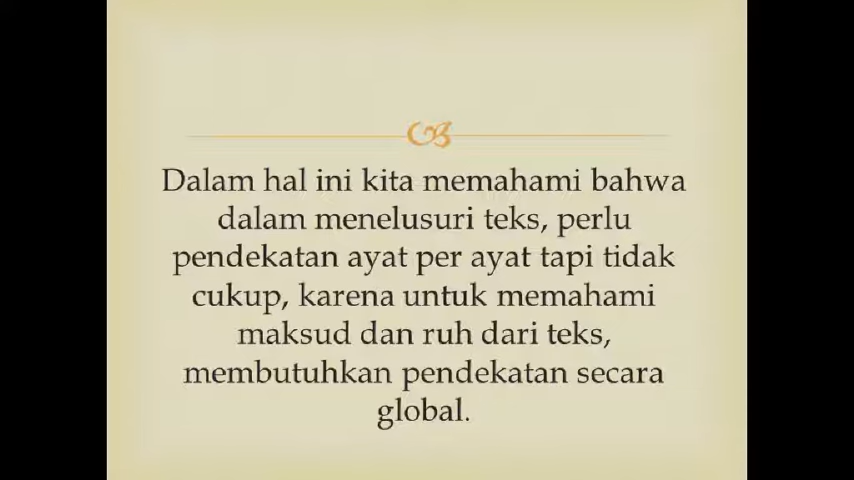 Dalam hal ini kita memahami bahwa
dalam menelusuri teks, perlu
pendekatan ayat per ayat tapi tidak
cukup, karena untuk memahami
maksud dan ruh dari teks,
membutuhkan pendekatan secara
global.